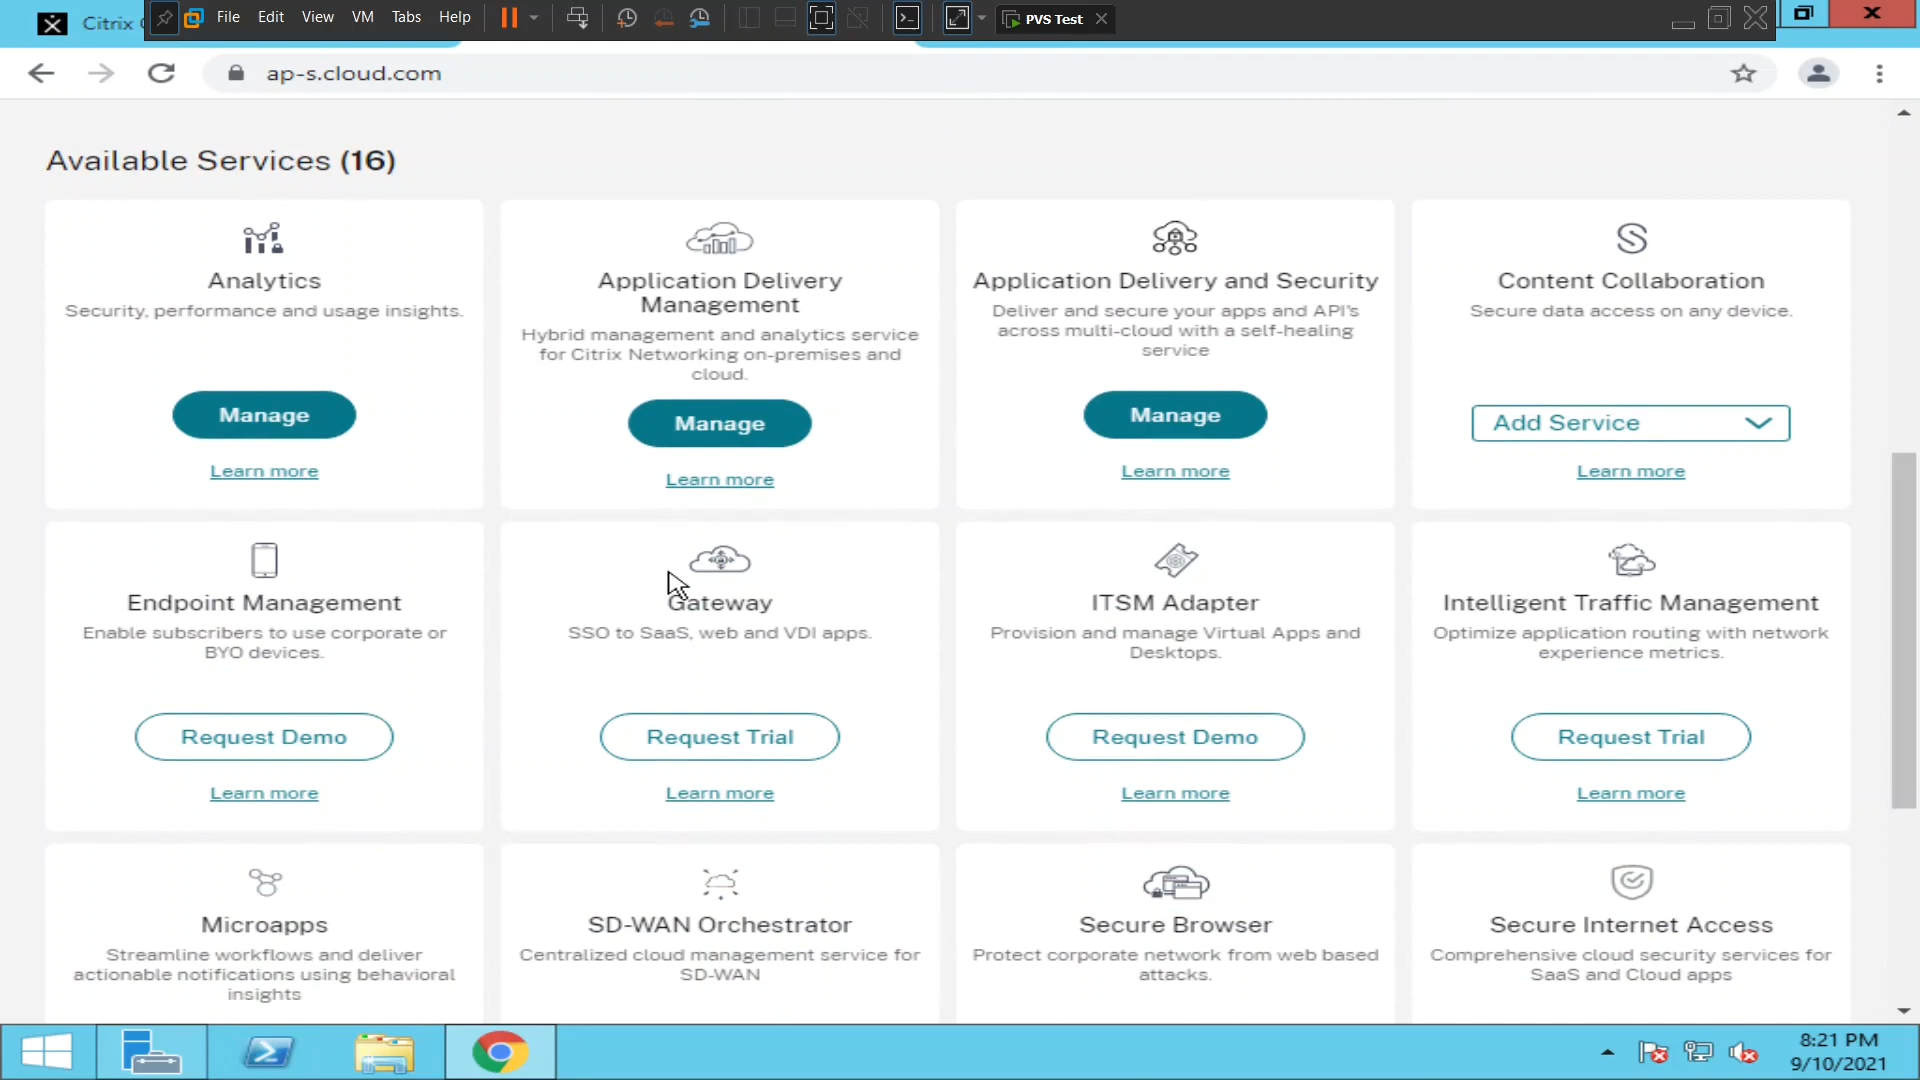 Citrix
File Edit View VM Tabs Help
PVS Test
ap-s.cloud.com
Available Services (16)
Analytics
Security, performance and usage insights.
Manage
Learn more
Application Delivery
Management
Hybrid management and analytics service
for Citrix Networking on-premises and
cloud.
Manage
Learn more
Application Delivery and Security
Deliver and secure your apps and API's
across multi-cloud with a self-healing
service
Manage
Learn more
Content Collaboration
Secure data access on any device.
Add Service
Learn more
Endpoint Management
Enable subscribers to use corporate or
BYO devices.
Request Demo
Learn more
Gateway
SSO to SaaS, web and VDI apps.
Request Trial
Learn more
ITSM Adapter
Provision and manage Virtual Apps and
Desktops.
Request Demo
Learn more
Intelligent Traffic Management
Optimize application routing with network
experience metrics.
Request Trial
Learn more
Microapps
Streamline workflows and deliver
actionable notifications using behavioral
insights
SD-WAN Orchestrator
Centralized cloud management service for
SD-WAN
Secure Browser
Protect corporate network from web based
attacks.
Secure Internet Access
Comprehensive cloud security services for
SaaS and Cloud apps
8:21 PM
9/10/2021